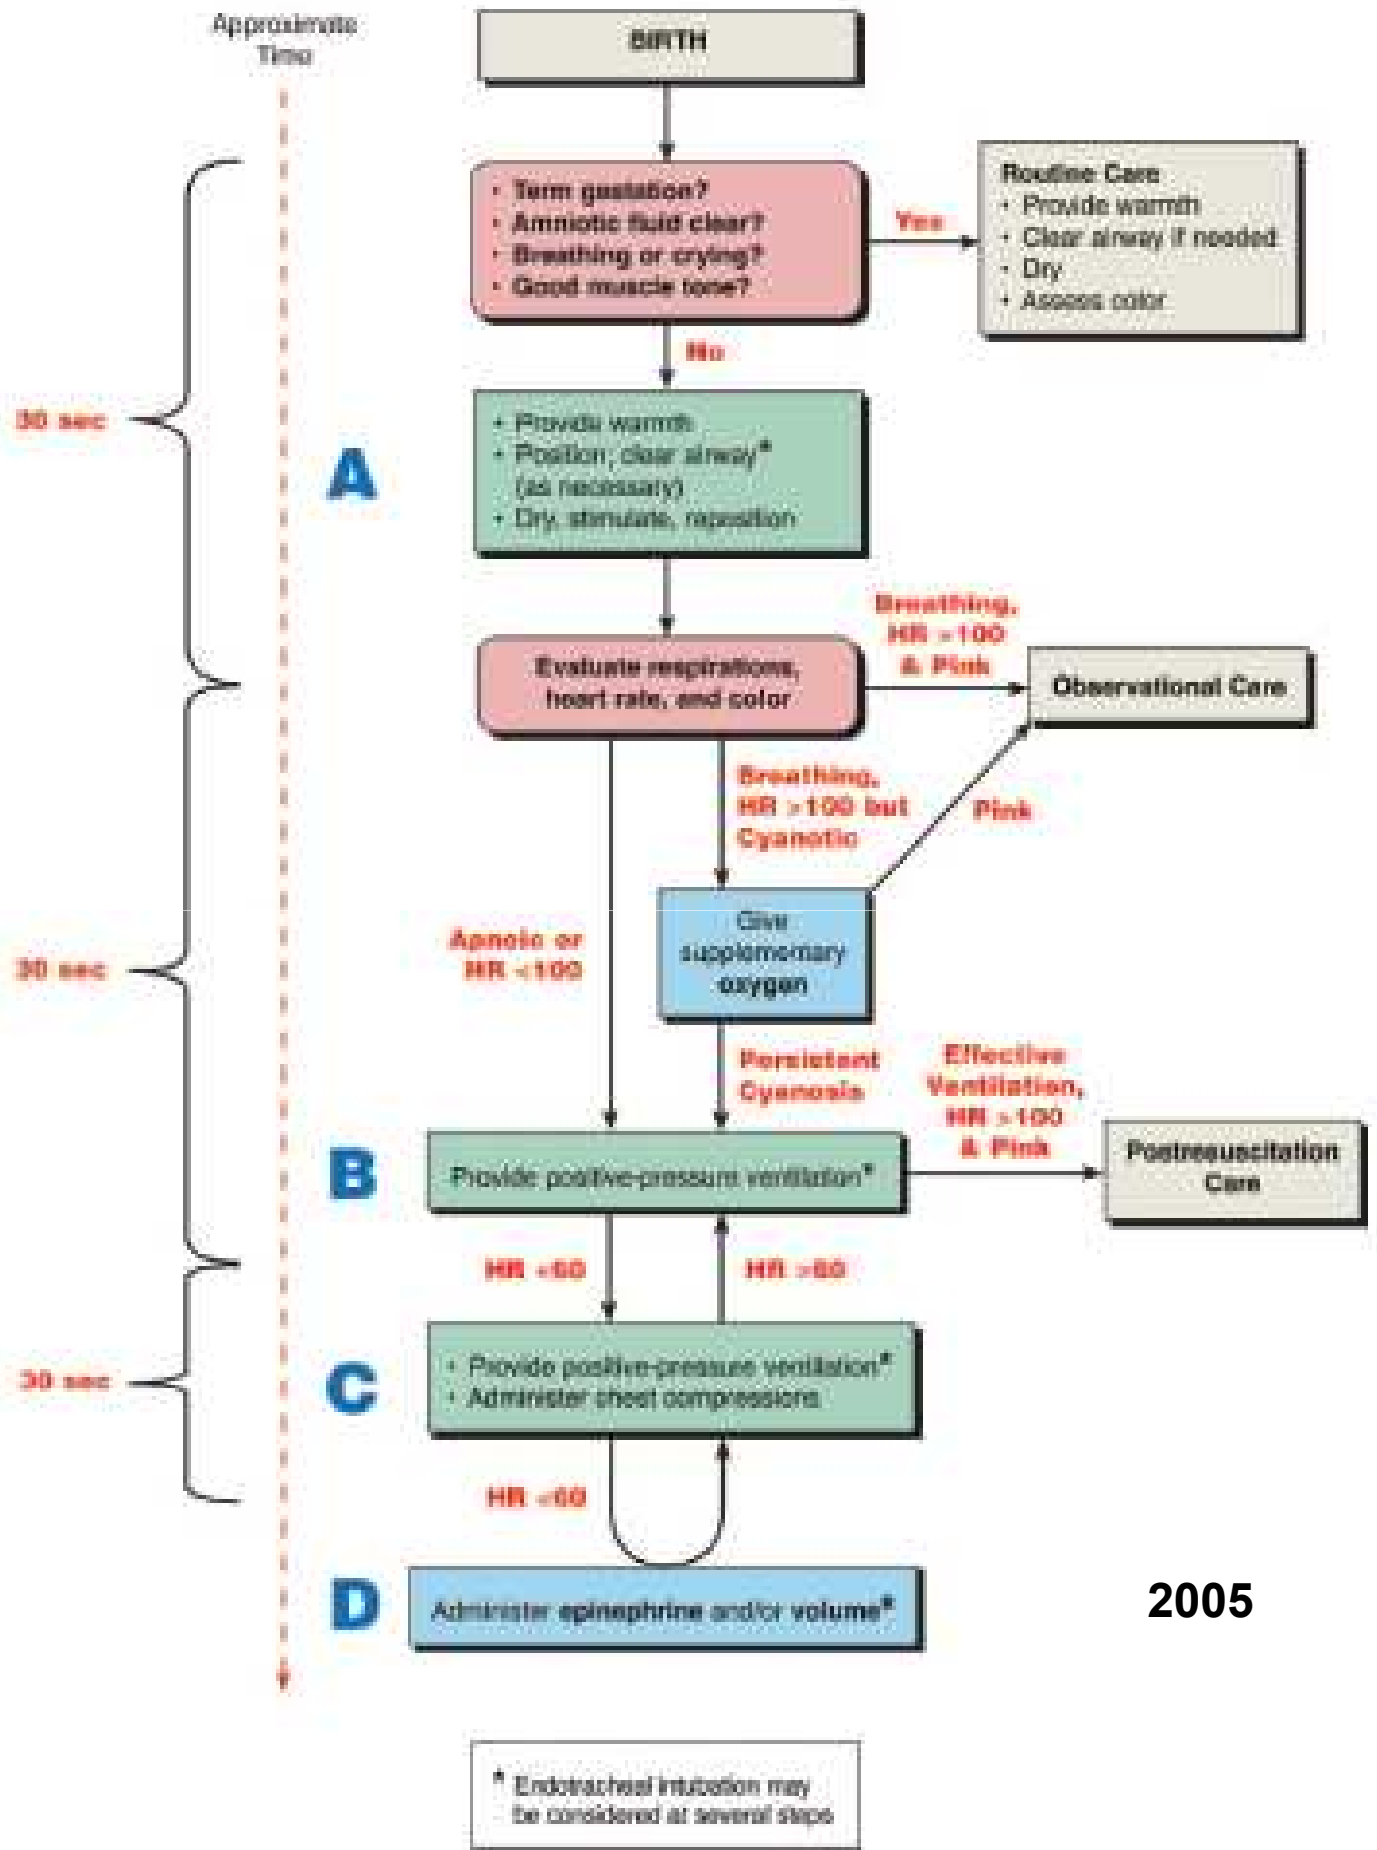 Approximate
Time
BIRTH
• Term gestation?
• Amniotic fluid clear?
• Breathing or crying?
• Good muscle tone?
Yes
Routine Care
• Provide warmth
• Clear airway if needed
• Dry
• Assess color
No
30 sec
A
• Provide warmth
• Position, clear airway*
(as necessary)
• Dry, stimulate, reposition
Breathing,
HR >100
& Pink
Evaluate respirations,
heart rate, and color
Observational Care
Breathing,
HR >100 but
Cyanotic
Pink
30 sec
Apneic or
HR <100
Give
supplementary
oxygen
Persistent
Cyanosis
Effective
Ventilation,
HR >100
& Pink
B
Provide positive-pressure ventilation*
Postresuscitation
Care
HR <60
HR >60
30 sec
C
• Provide positive-pressure ventilation*
• Administer chest compressions
HR <60
D
Administer epinephrine and/or volume*
2005
* Endotracheal intubation may
be considered at several steps